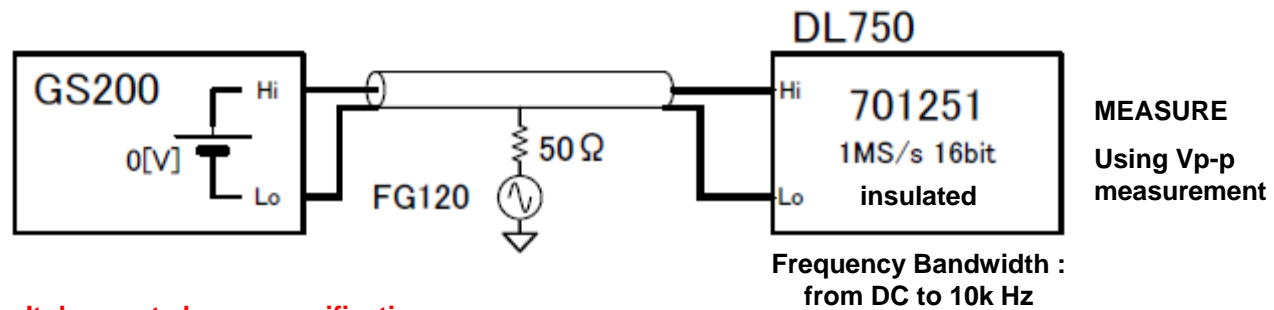 DL750
GS200
Hi
0[V]
Lo
50Ω
FG120
Hi
701251
1MS/s 16bit
insulated
Lo
MEASURE
Using Vp-p
measurement
Frequency Bandwidth :
from DC to 10k Hz